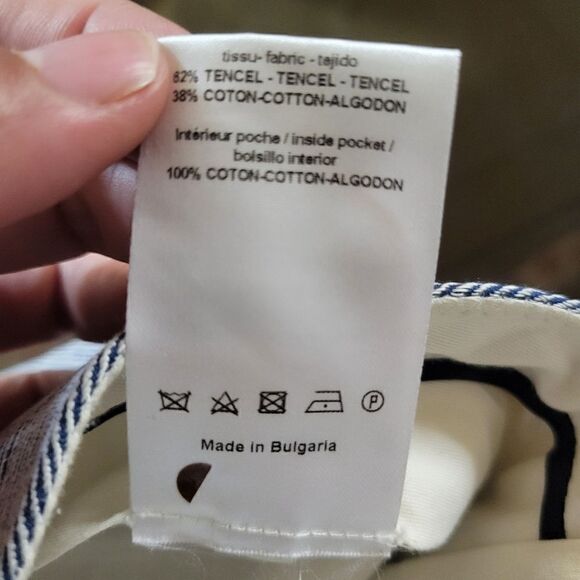 tissu- fabric - tejido
62% TENCEL - TENCEL - TENCEL
38% COTON-COTTON-ALGODON
Intérieur poche / inside pocket /
bolsillo interior
100% COTON-COTTON-ALGODON
P
Made in Bulgaria